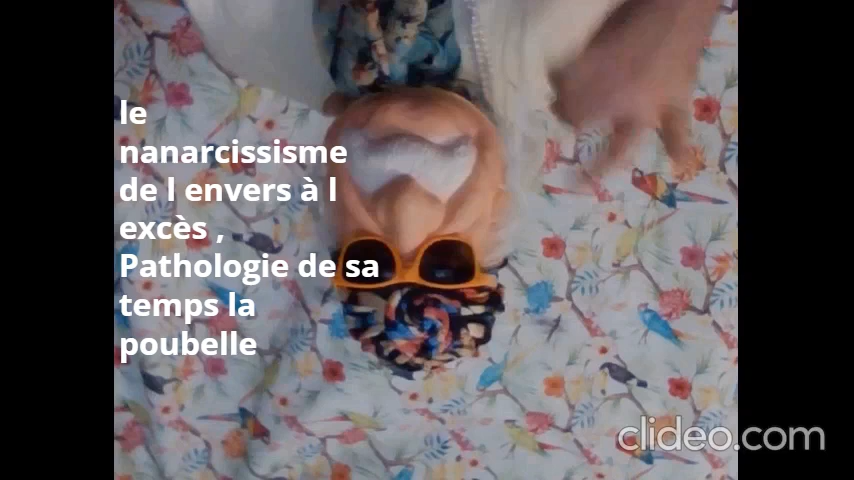 le
nanarcissisme
de l envers à l
excès ,
Pathologie de sa
temps la
poubelle
clideo.com